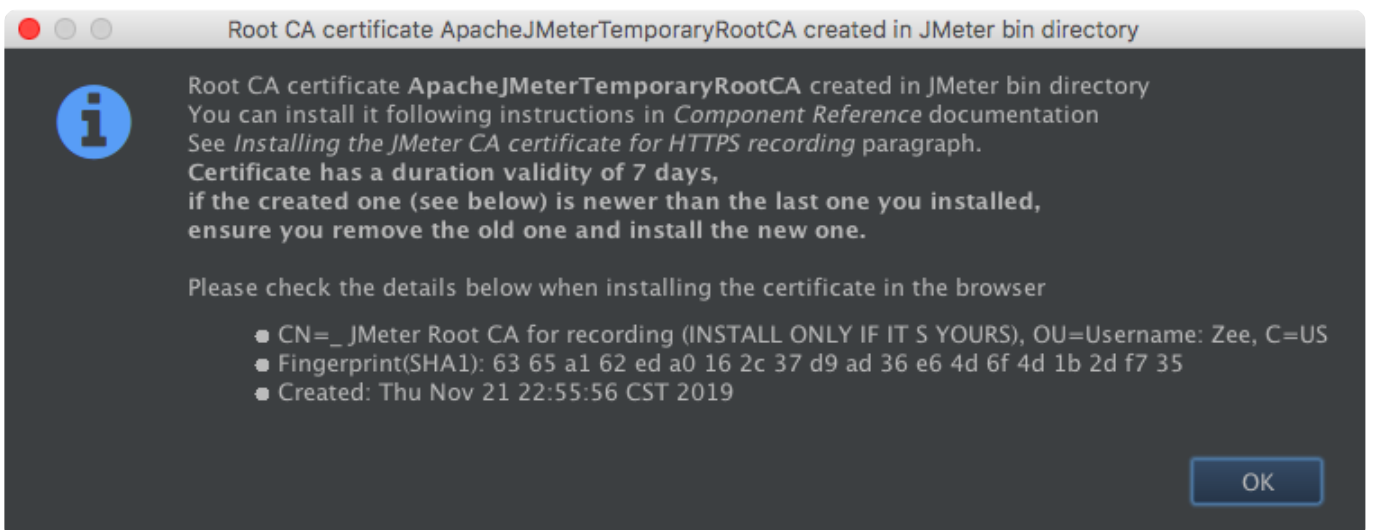 Root CA certificate ApacheJMeterTemporaryRootCA created in JMeter bin directory
Root CA certificate ApacheJMeterTemporaryRootCA created in JMeter bin directory
You can install it following instructions in Component Reference documentation
See Installing the JMeter CA certificate for HTTPS recording paragraph.
Certificate has a duration validity of 7 days,
if the created one (see below) is newer than the last one you installed,
ensure you remove the old one and install the new one.
Please check the details below when installing the certificate in the browser
CN=_ JMeter Root CA for recording (INSTALL ONLY IF IT S YOURS), OU=Username: Zee, C=US
Fingerprint(SHA1): 63 65 a1 62 ed a0 16 2c 37 d9 ad 36 e6 4d 6f 4d 1b 2d f7 35
Created: Thu Nov 21 22:55:56 CST 2019
OK